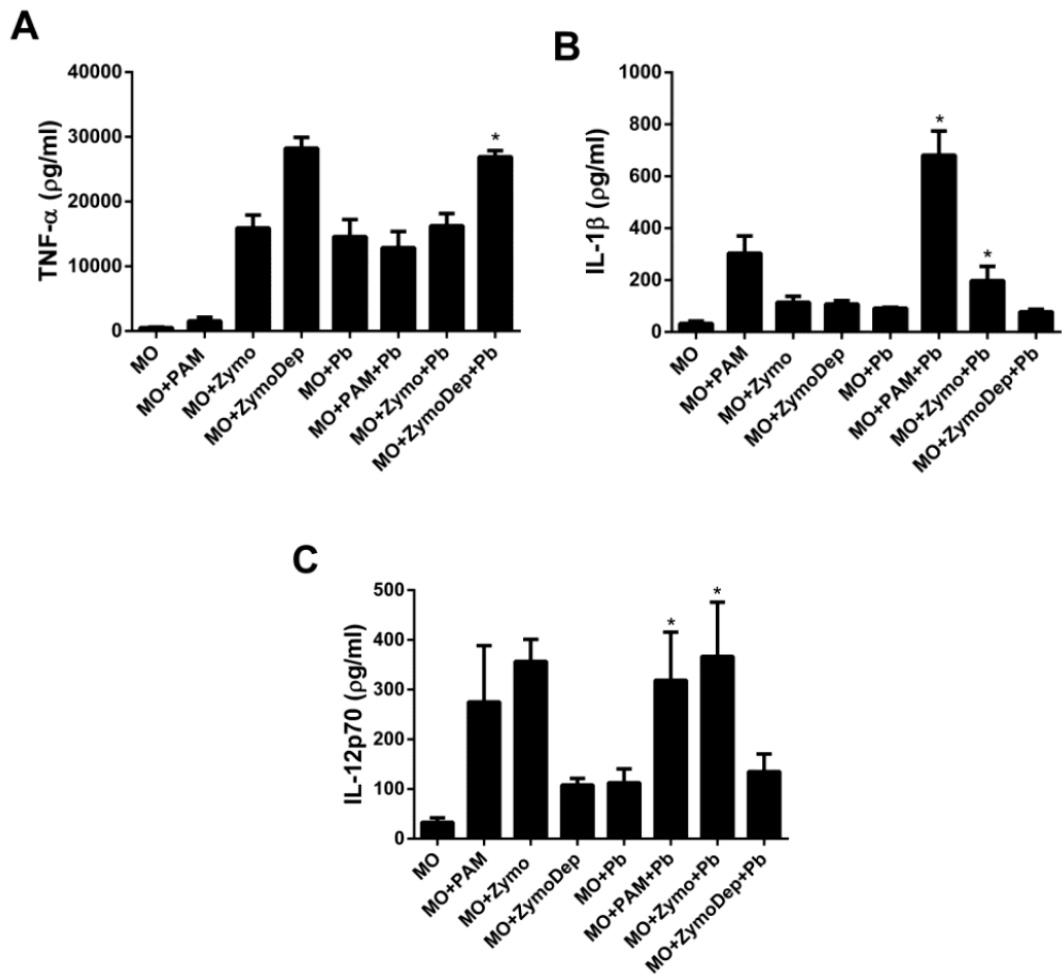 A
TNF-α (ρg/ml)
40000
30000
20000
10000
0
*
MO
MO+PAM
MO+Zymo
MO+ZymoDep
MO+Pb
MO+PAM+Pb
MO+Zymo+Pb
MO+ZymoDep+Pb
B
IL-1β (ρg/ml)
1000
800
600
400
200
0
*
*
MO
MO+PAM
MO+Zymo
MO+ZymoDep
MO+Pb
MO+PAM+Pb
MO+Zymo+Pb
MO+ZymoDep+Pb
C
IL-12p70 (ρg/ml)
500
400
300
200
100
0
*
*
MO
MO+PAM
MO+Zymo
MO+ZymoDep
MO+Pb
MO+PAM+Pb
MO+Zymo+Pb
MO+ZymoDep+Pb